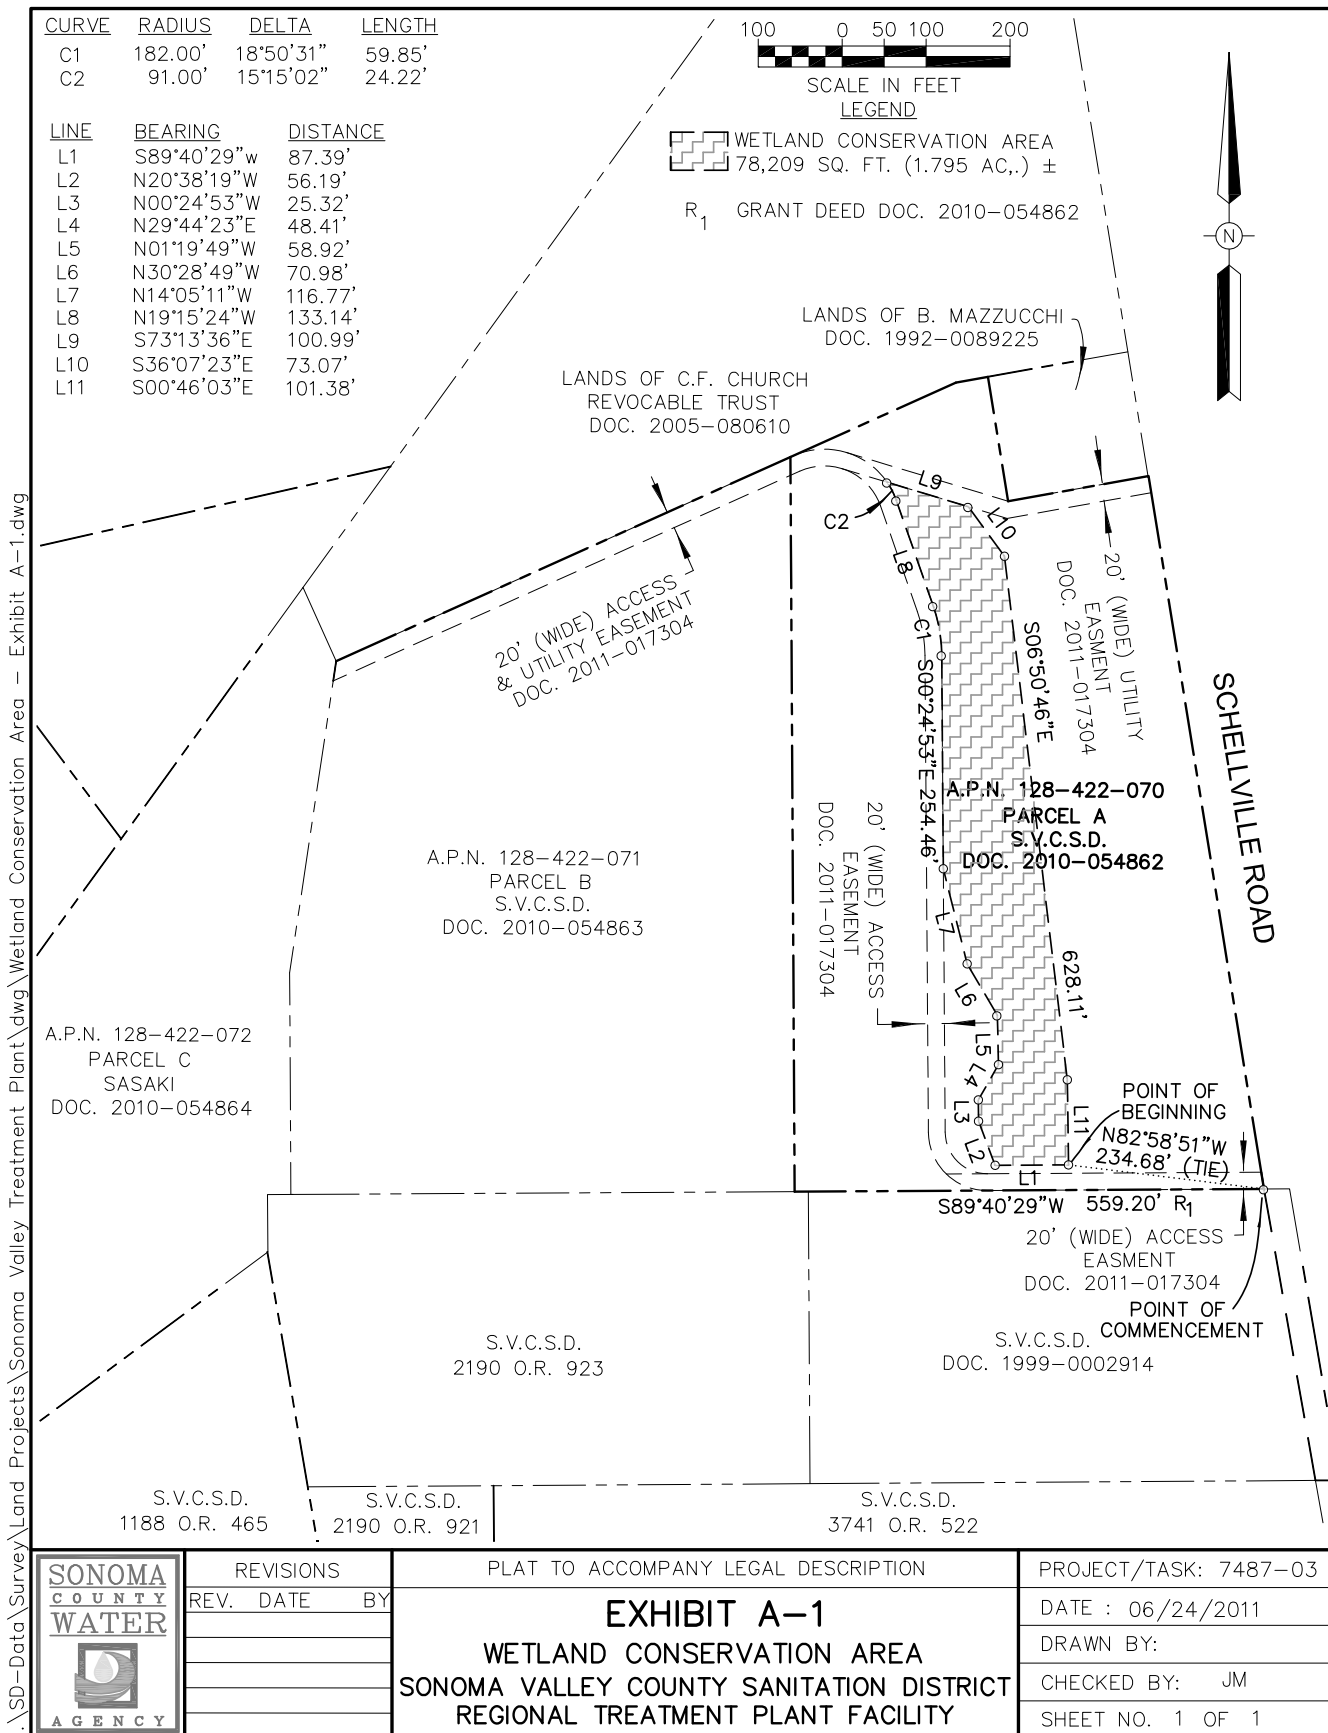 CURVE RADIUS DELTA LENGTH
C1 182.00' 18°50'31" 59.85'
C2 91.00' 15°15'02" 24.22'
LINE BEARING DISTANCE
L1 S89°40'29"w 87.39'
L2 N20°38'19"W 56.19'
L3 N00°24'53"W 25.32'
L4 N29°44'23"E 48.41'
L5 N01°19'49"W 58.92'
L6 N30°28'49"W 70.98'
L7 N14°05'11"W 116.77'
L8 N19°15'24"W 133.14'
L9 S73°13'36"E 100.99'
L10 S36°07'23"E 73.07'
L11 S00°46'03"E 101.38'
100 0 50 100 200
SCALE IN FEET
LEGEND
WETLAND CONSERVATION AREA
78,209 SQ. FT. (1.795 AC,.) ±
R1 GRANT DEED DOC. 2010-054862
N
LANDS OF B. MAZZUCCHI
DOC. 1992-0089225
LANDS OF C.F. CHURCH
REVOCABLE TRUST
DOC. 2005-080610
L9
L10
C2
L8
C1
20' (WIDE) ACCESS
& UTILITY EASEMENT
DOC. 2011-017304
20' (WIDE) UTILITY
EASMENT
DOC. 2011-017304
S06°50'46"E
628.11'
S00°24'53"E 254.46'
SCHELLVILLE ROAD
A.P.N. 128-422-070
PARCEL A
S.V.C.S.D.
DOC. 2010-054862
A.P.N. 128-422-071
PARCEL B
S.V.C.S.D.
DOC. 2010-054863
20' (WIDE) ACCESS
EASEMENT
DOC. 2011-017304
L7
L6
L5
L4
L3
L2
L1
L11
A.P.N. 128-422-072
PARCEL C
SASAKI
DOC. 2010-054864
POINT OF
BEGINNING
N82°58'51"W
234.68' (TIE)
S89°40'29"W 559.20' R1
20' (WIDE) ACCESS
EASMENT
DOC. 2011-017304
POINT OF
COMMENCEMENT
S.V.C.S.D.
2190 O.R. 923
S.V.C.S.D.
DOC. 1999-0002914
S.V.C.S.D.
1188 O.R. 465
S.V.C.S.D.
2190 O.R. 921
S.V.C.S.D.
3741 O.R. 522
.\SD-Data\Survey\Land Projects\Sonoma Valley Treatment Plant\dwg\Wetland Conservation Area - Exhibit A-1.dwg
SONOMA
COUNTY
WATER
AGENCY
REVISIONS
REV. DATE BY
PLAT TO ACCOMPANY LEGAL DESCRIPTION
EXHIBIT A-1
WETLAND CONSERVATION AREA
SONOMA VALLEY COUNTY SANITATION DISTRICT
REGIONAL TREATMENT PLANT FACILITY
PROJECT/TASK: 7487-03
DATE : 06/24/2011
DRAWN BY:
CHECKED BY: JM
SHEET NO. 1 OF 1